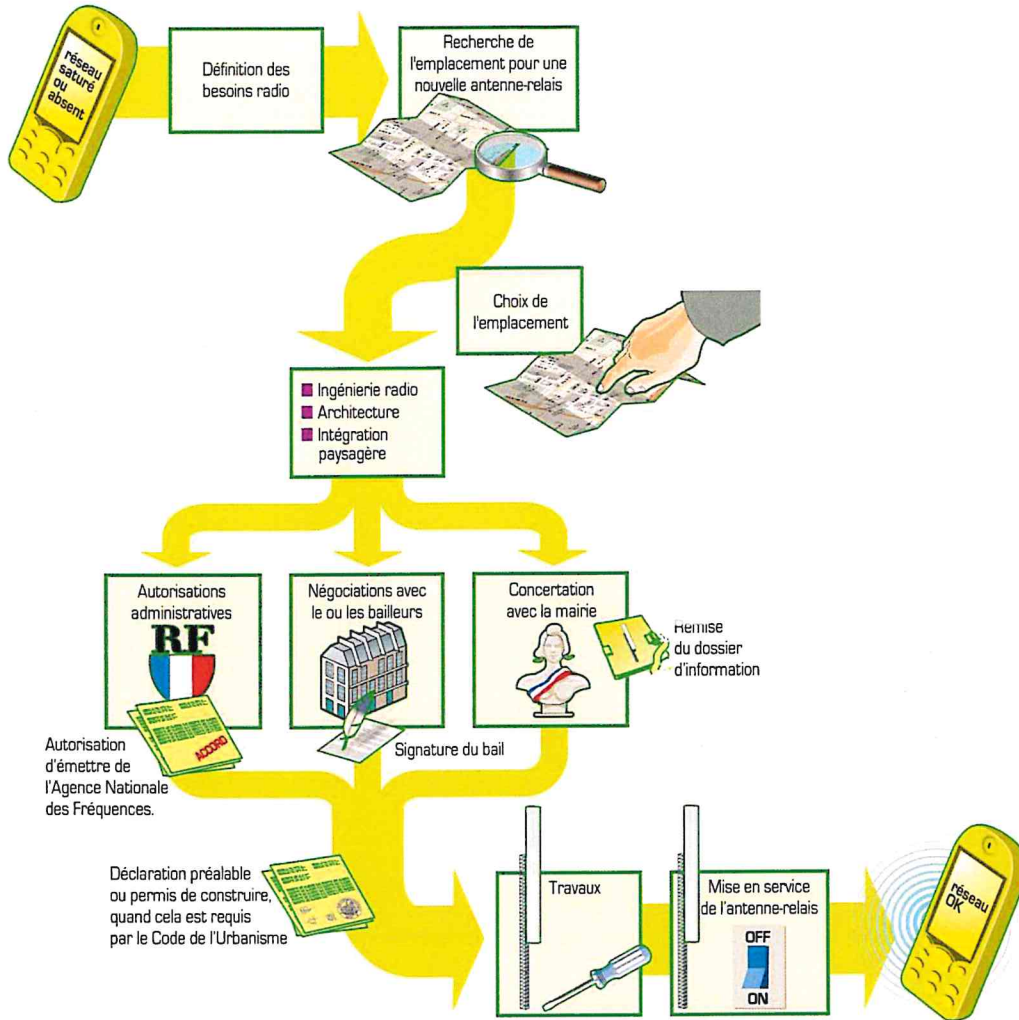 réseau
saturé
ou
absent
Définition des
besoins radio
Recherche de
l'emplacement pour une
nouvelle antenne-relais
Choix de
l'emplacement
Ingénierie radio
Architecture
Intégration
paysagère
Autorisations
administratives
RF
ACCORD
Autorisation
d'émettre de
l'Agence Nationale
des Fréquences.
Négociations avec
le ou les bailleurs
Signature du bail
Concertation
avec la mairie
Remise
du dossier
d'information
Déclaration préalable
ou permis de construire,
quand cela est requis
par le Code de l'Urbanisme
Travaux
Mise en service
de l'antenne-relais
OFF
ON
réseau
OK